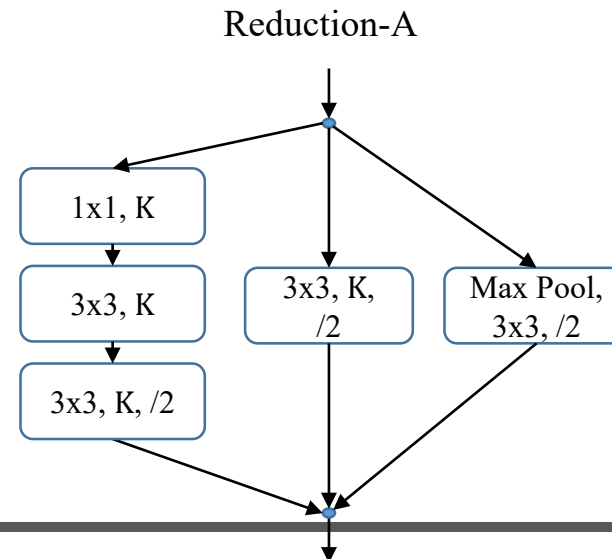 Reduction-A
1x1, K
3x3, K
3x3, K, /2
3x3, K,
/2
Max Pool,
3x3, /2